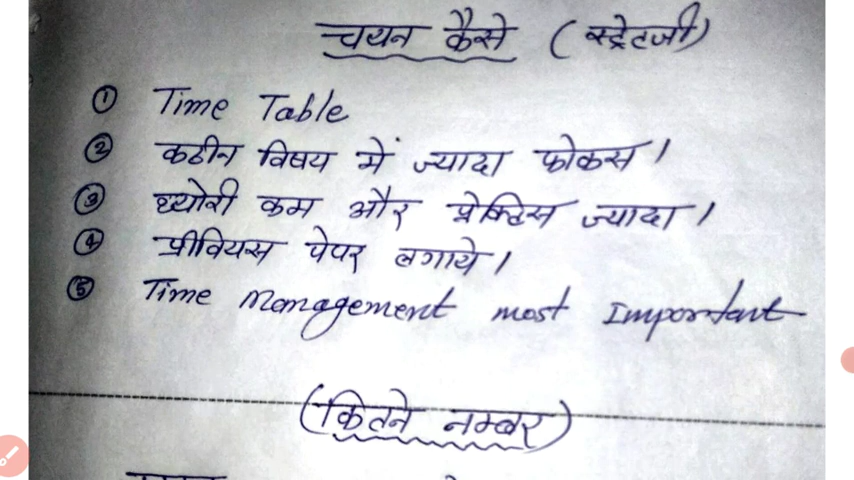 चयन कैसे (स्ट्रेटजी)
① Time Table
② कठीन विषय में ज्यादा फोकस।
③ थ्योरी कम और प्रेक्टिस ज्यादा।
④ प्रीवियस पेपर लगाये।
⑤ Time Management most Important
(कितने नम्बर)